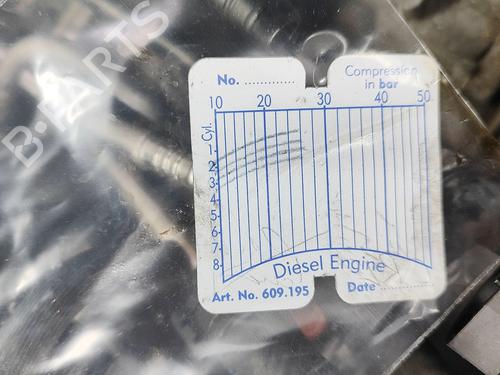 B-PARTS
No. ..............
Compression
in bar
10 20 30 40 50
Cyl.
1
2
3
4
5
6
7
8
Diesel Engine
Art. No. 609.195
Date ..............